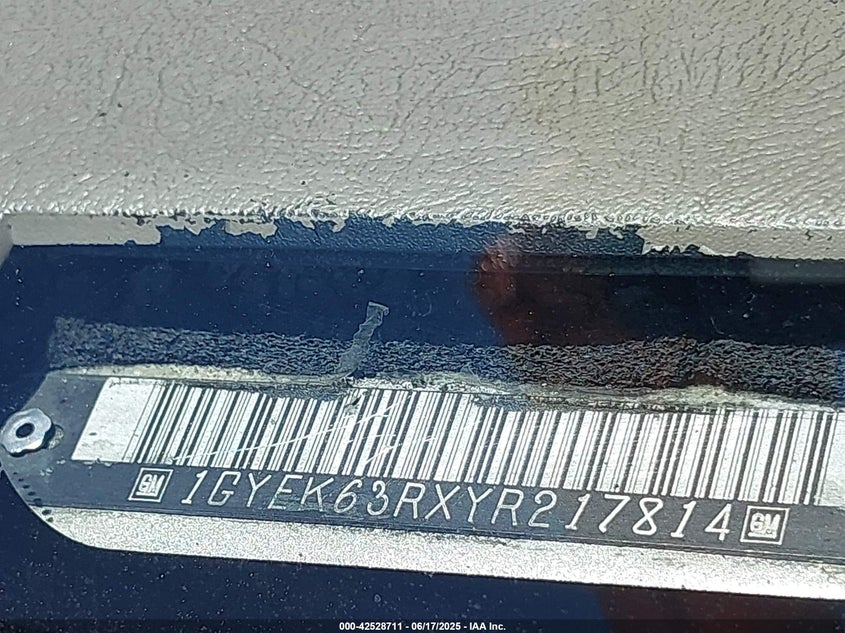 GM 1GYEK63RXYR217814 GM
000-42528711 - 06/17/2025 - IAA Inc.